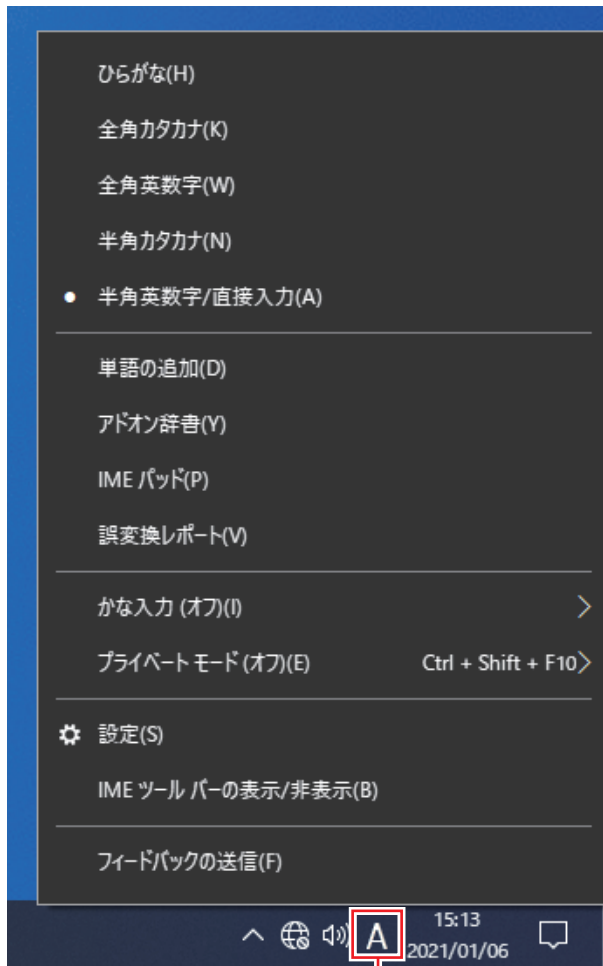 ひらがな(H)
全角カタカナ(K)
全角英数字(W)
半角カタカナ(N)
半角英数字/直接入力(A)
単語の追加(D)
アドオン辞書(Y)
IME パッド(P)
誤変換レポート(V)
かな入力 (オフ)(I)
プライベート モード (オフ)(E) Ctrl + Shift + F10
設定(S)
IME ツール バーの表示/非表示(B)
フィードバックの送信(F)
A 15:13
2021/01/06